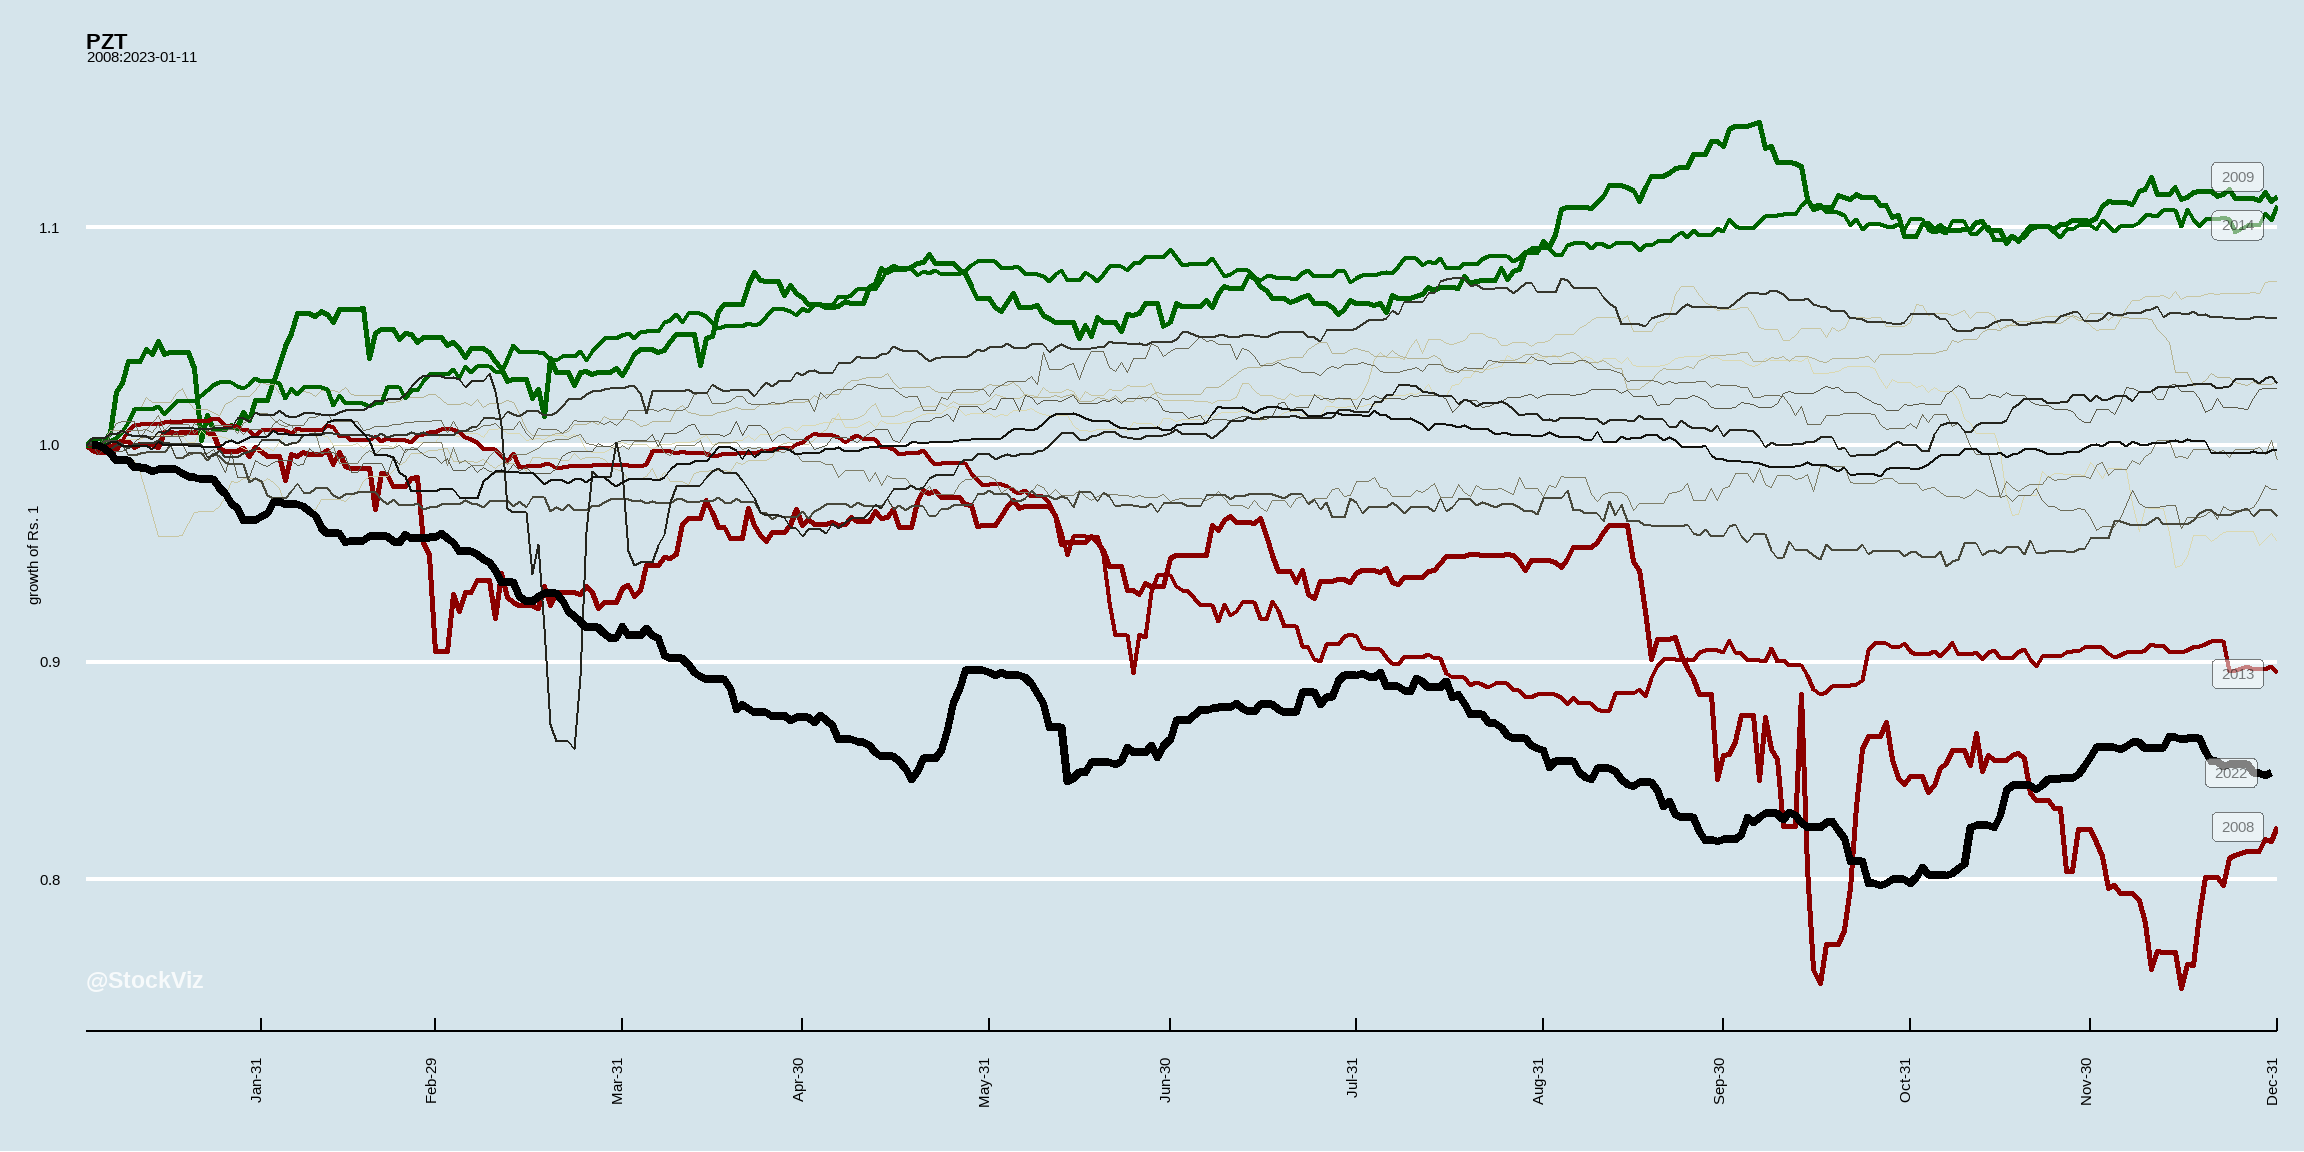 PZT
2008:2023-01-11
growth of Rs. 1
1.1
1.0
0.9
0.8
2009
2014
2013
2022
2008
@StockViz
Jan-31
Feb-29
Mar-31
Apr-30
May-31
Jun-30
Jul-31
Aug-31
Sep-30
Oct-31
Nov-30
Dec-31